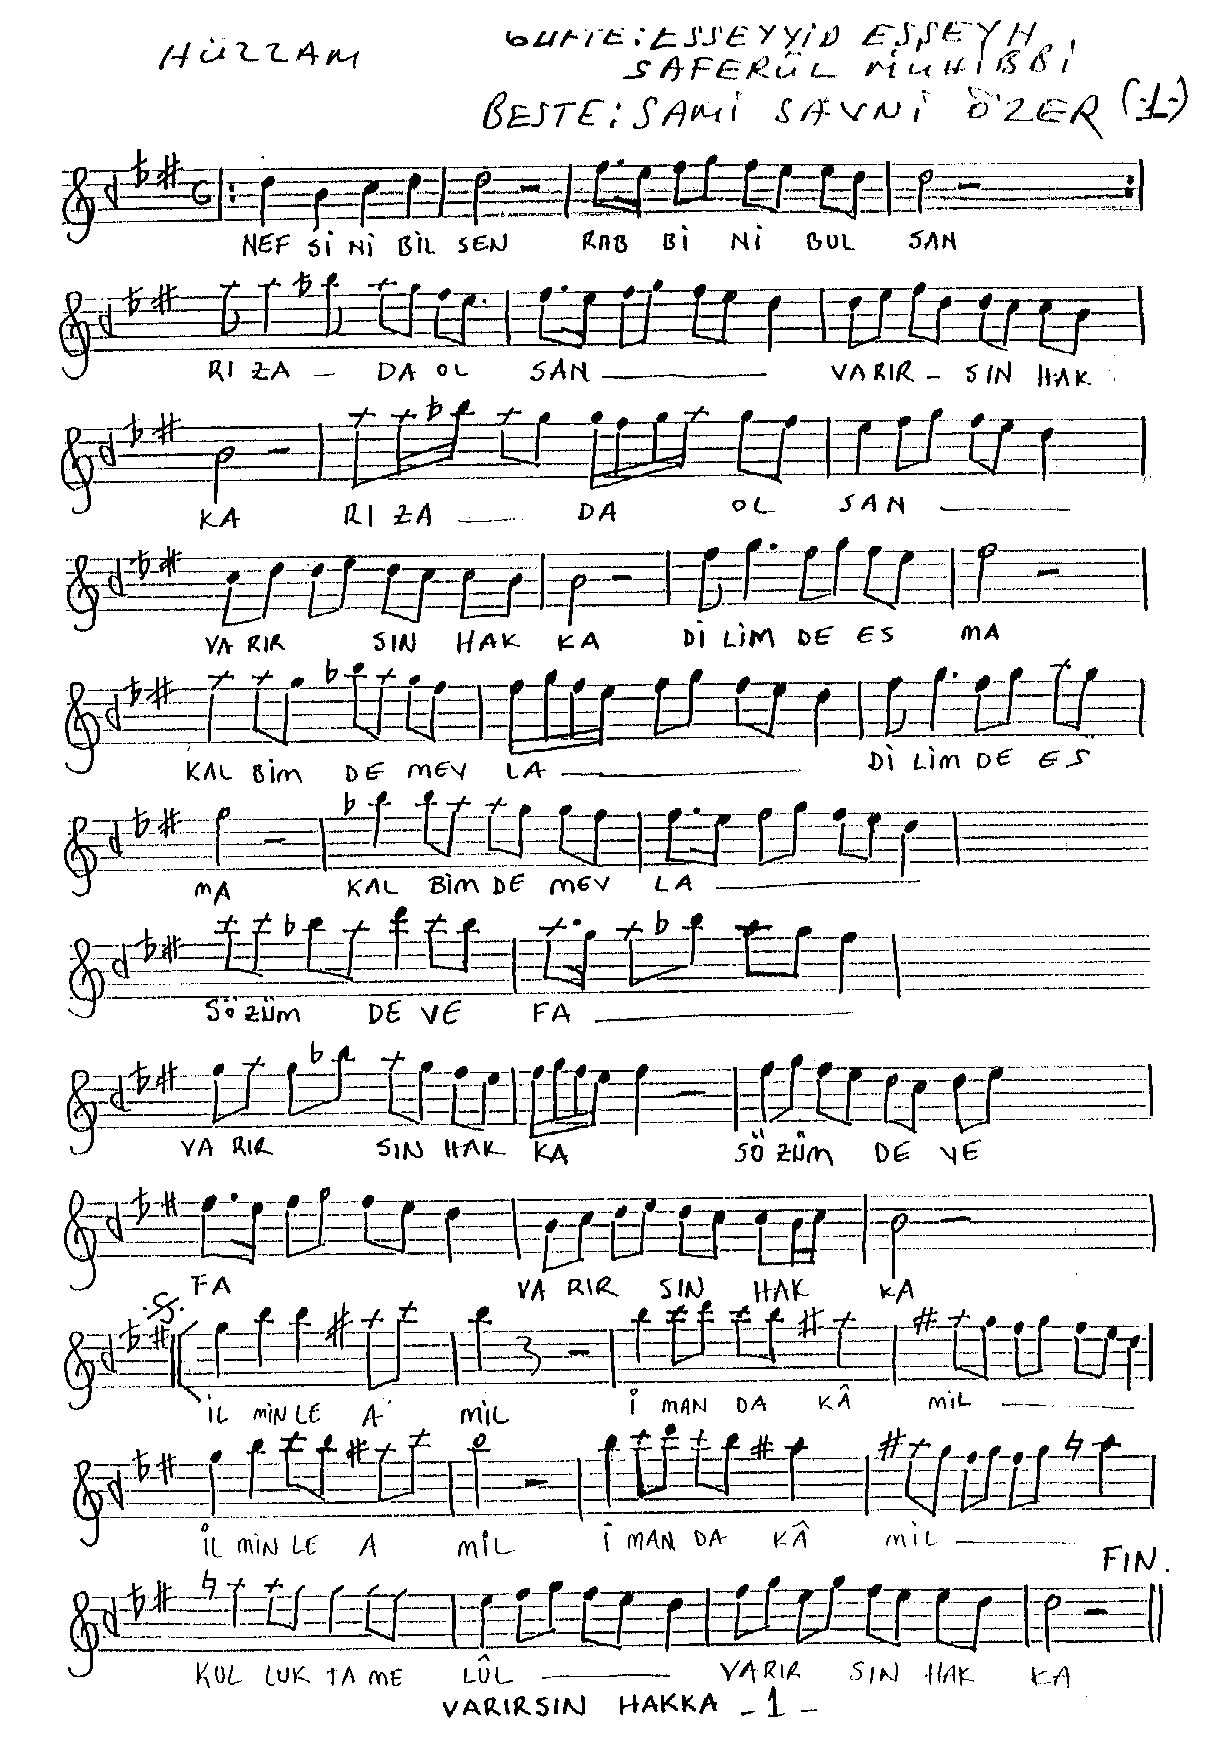 HÜZZAM
GUFTE: ESSEYYİD EŞŞEYH
SAFERÜL MUHİBBİ
BESTE: SAMİ SAVNİ ÖZER (-1-)
NEF Sİ Nİ BİL SEN RAB BI NI BUL SAN
RI ZA — DA OL SAN — VARIR - SIN HAK
KA RI ZA — DA OL SAN —
VA RIR SIN HAK KA Dİ LİM DE ES MA
KAL BİM DE MEV LA — Dİ LİM DE ES
MA KAL BİM DE MEV LA —
SÖ ZÜM DE VE FA —
VA RIR SIN HAK KA SÖ ZÜM DE VE
FA VA RIR SIN HAK KA
İL MİN LE A MİL İ MAN DA KÂ MİL —
İL MİN LE A MİL İ MAN DA KÂ MİL —
FIN.
KUL LUK TA ME LÛL — VA RIR SIN HAK KA
VARIRSIN HAKKA - 1 -